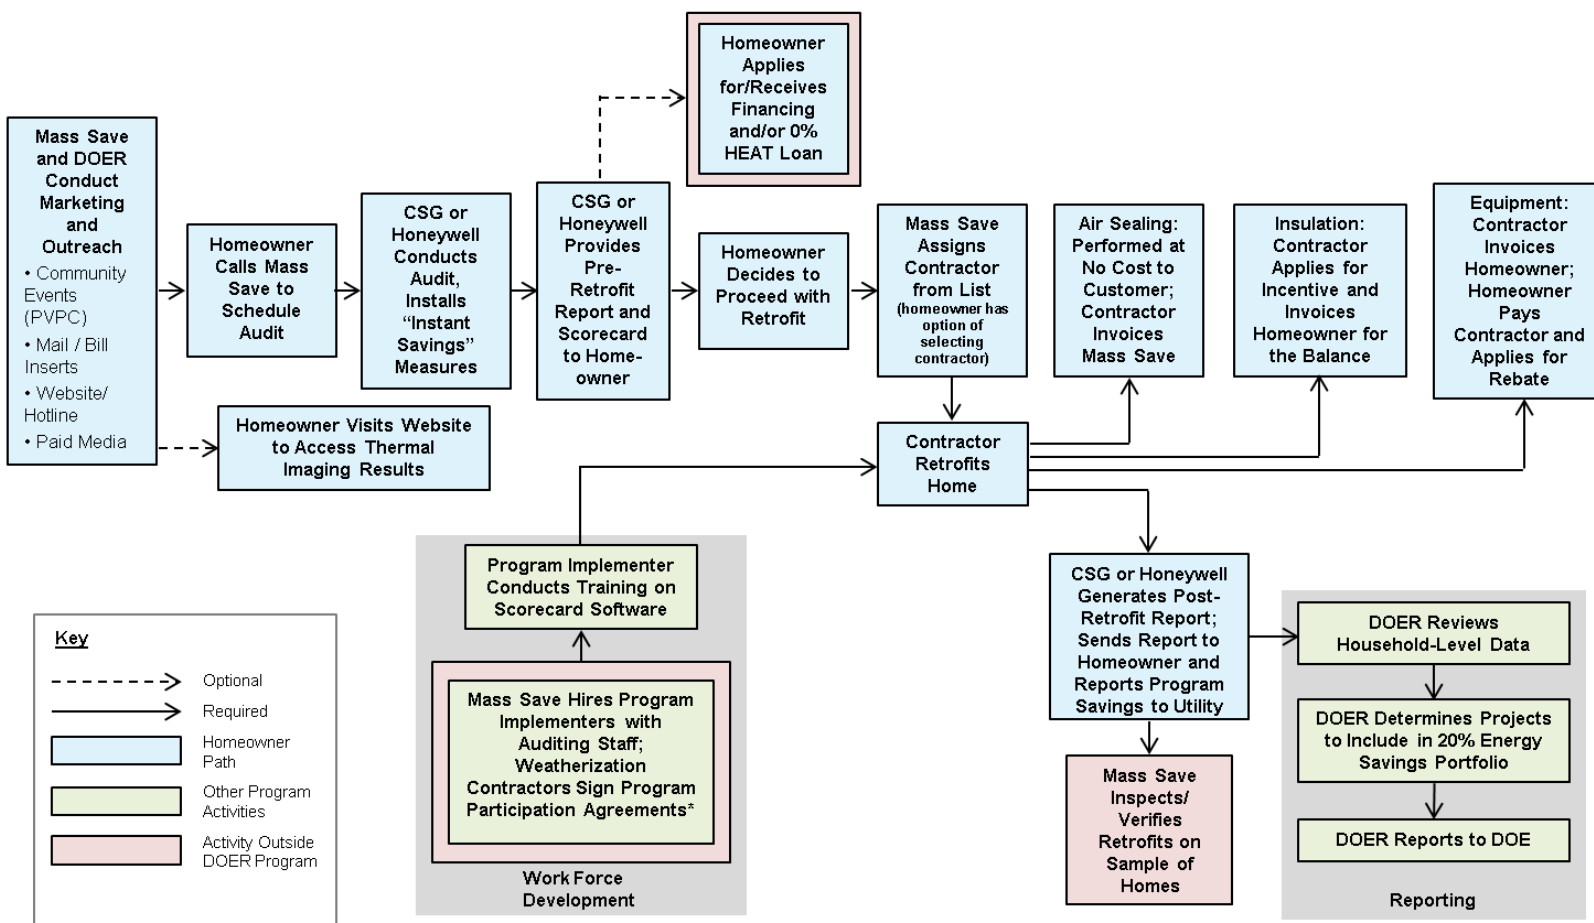 Mass Save
and DOER
Conduct
Marketing
and
Outreach
• Community
Events
(PVPC)
• Mail / Bill
Inserts
• Website/
Hotline
• Paid Media
Homeowner
Calls Mass
Save to
Schedule
Audit
Homeowner Visits Website
to Access Thermal
Imaging Results
CSG or
Honeywell
Conducts
Audit,
Installs
“Instant
Savings”
Measures
CSG or
Honeywell
Provides
Pre-
Retrofit
Report and
Scorecard
to Home-
owner
Homeowner
Applies
for/Receives
Financing
and/or 0%
HEAT Loan
Homeowner
Decides to
Proceed with
Retrofit
Mass Save
Assigns
Contractor
from List
(homeowner has
option of
selecting
contractor)
Air Sealing:
Performed at
No Cost to
Customer;
Contractor
Invoices
Mass Save
Insulation:
Contractor
Applies for
Incentive and
Invoices
Homeowner for
the Balance
Equipment:
Contractor
Invoices
Homeowner;
Homeowner
Pays
Contractor and
Applies for
Rebate
Contractor
Retrofits
Home
Program Implementer
Conducts Training on
Scorecard Software
Mass Save Hires Program
Implementers with
Auditing Staff;
Weatherization
Contractors Sign Program
Participation Agreements*
Work Force
Development
CSG or Honeywell
Generates Post-
Retrofit Report;
Sends Report to
Homeowner and
Reports Program
Savings to Utility
Mass Save
Inspects/
Verifies
Retrofits on
Sample of
Homes
DOER Reviews
Household-Level Data
DOER Determines Projects
to Include in 20% Energy
Savings Portfolio
DOER Reports to DOE
Reporting
Key
Optional
Required
Homeowner
Path
Other Program
Activities
Activity Outside
DOER Program